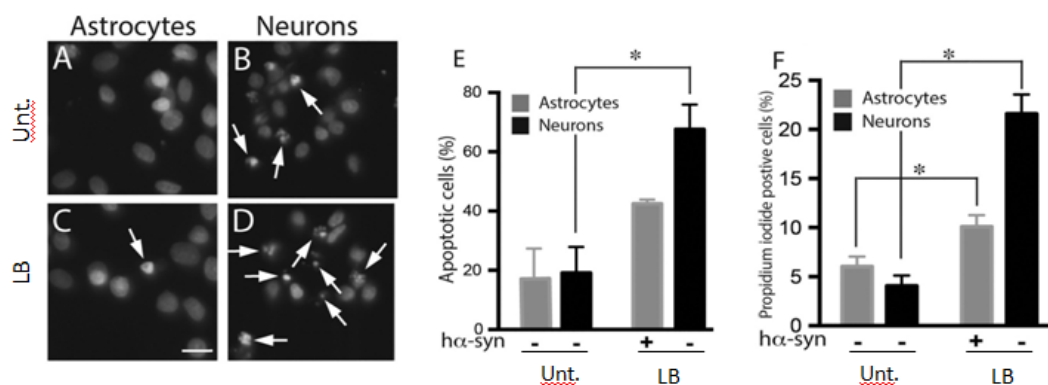 Astrocytes Neurons
Unt.
A
B
LB
C
D
E
Apoptotic cells (%)
80
60
40
20
0
Astrocytes
Neurons
*
hα-syn - - + -
Unt. LB
F
Propidium iodide postive cells (%)
25
20
15
10
5
0
Astrocytes
Neurons
*
*
hα-syn - - + -
Unt. LB